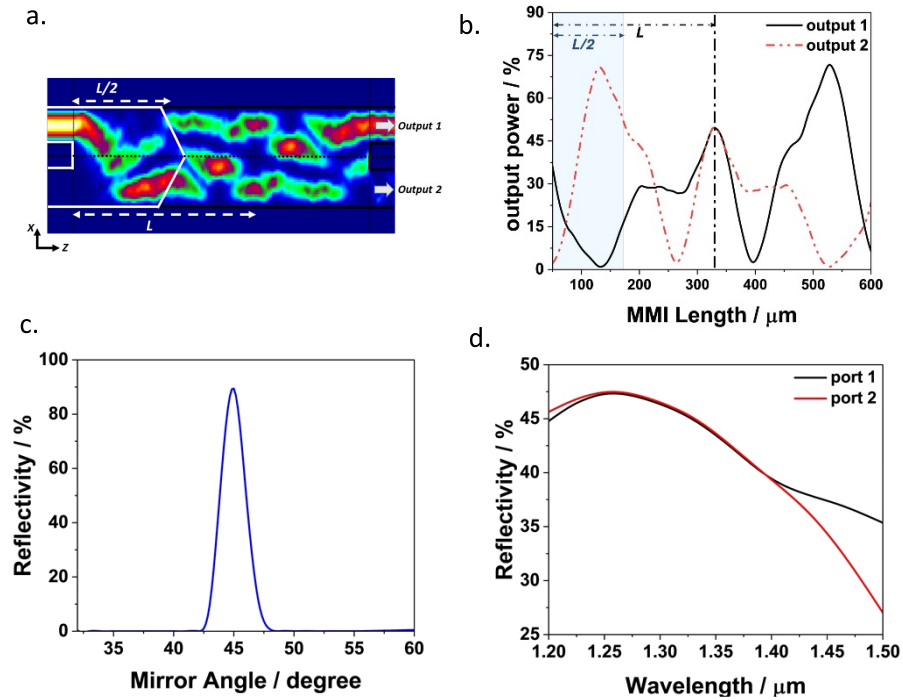 a.
L/2
Output 1
Output 2
L
X
Z
b.
output power / %
90
75
60
45
30
15
0
L
L/2
output 1
output 2
100
200
300
400
500
600
MMI Length / μm
c.
Reflectivity / %
100
80
60
40
20
0
35
40
45
50
55
60
Mirror Angle / degree
d.
Reflectivity / %
50
45
40
35
30
25
port 1
port 2
1.20
1.25
1.30
1.35
1.40
1.45
1.50
Wavelength / μm